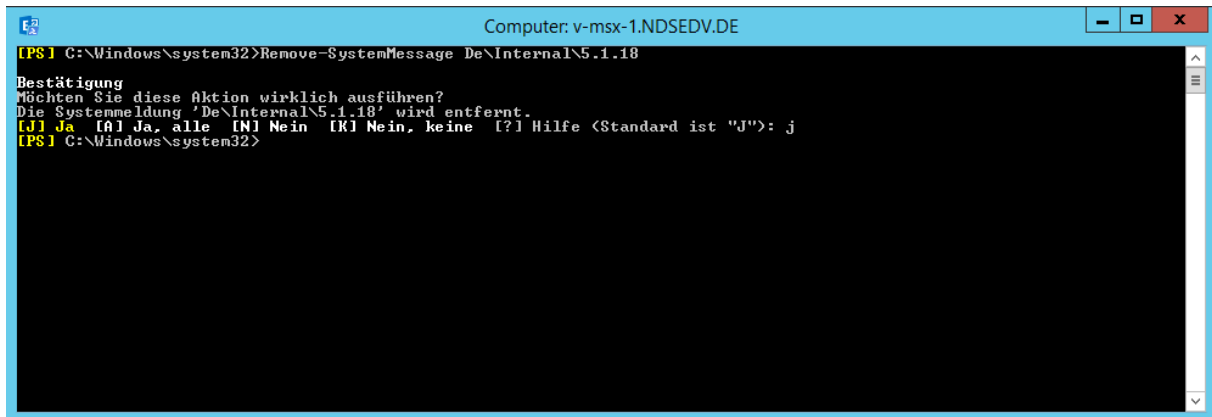 Computer: v-msx-1.NDSEDV.DE
[PS] C:\Windows\system32>Remove-SystemMessage De\Internal\5.1.18
Bestätigung
Möchten Sie diese Aktion wirklich ausführen?
Die Systemmeldung 'De\Internal\5.1.18' wird entfernt.
[J] Ja  [A] Ja, alle  [N] Nein  [K] Nein, keine  [?] Hilfe (Standard ist "J"): j
[PS] C:\Windows\system32>